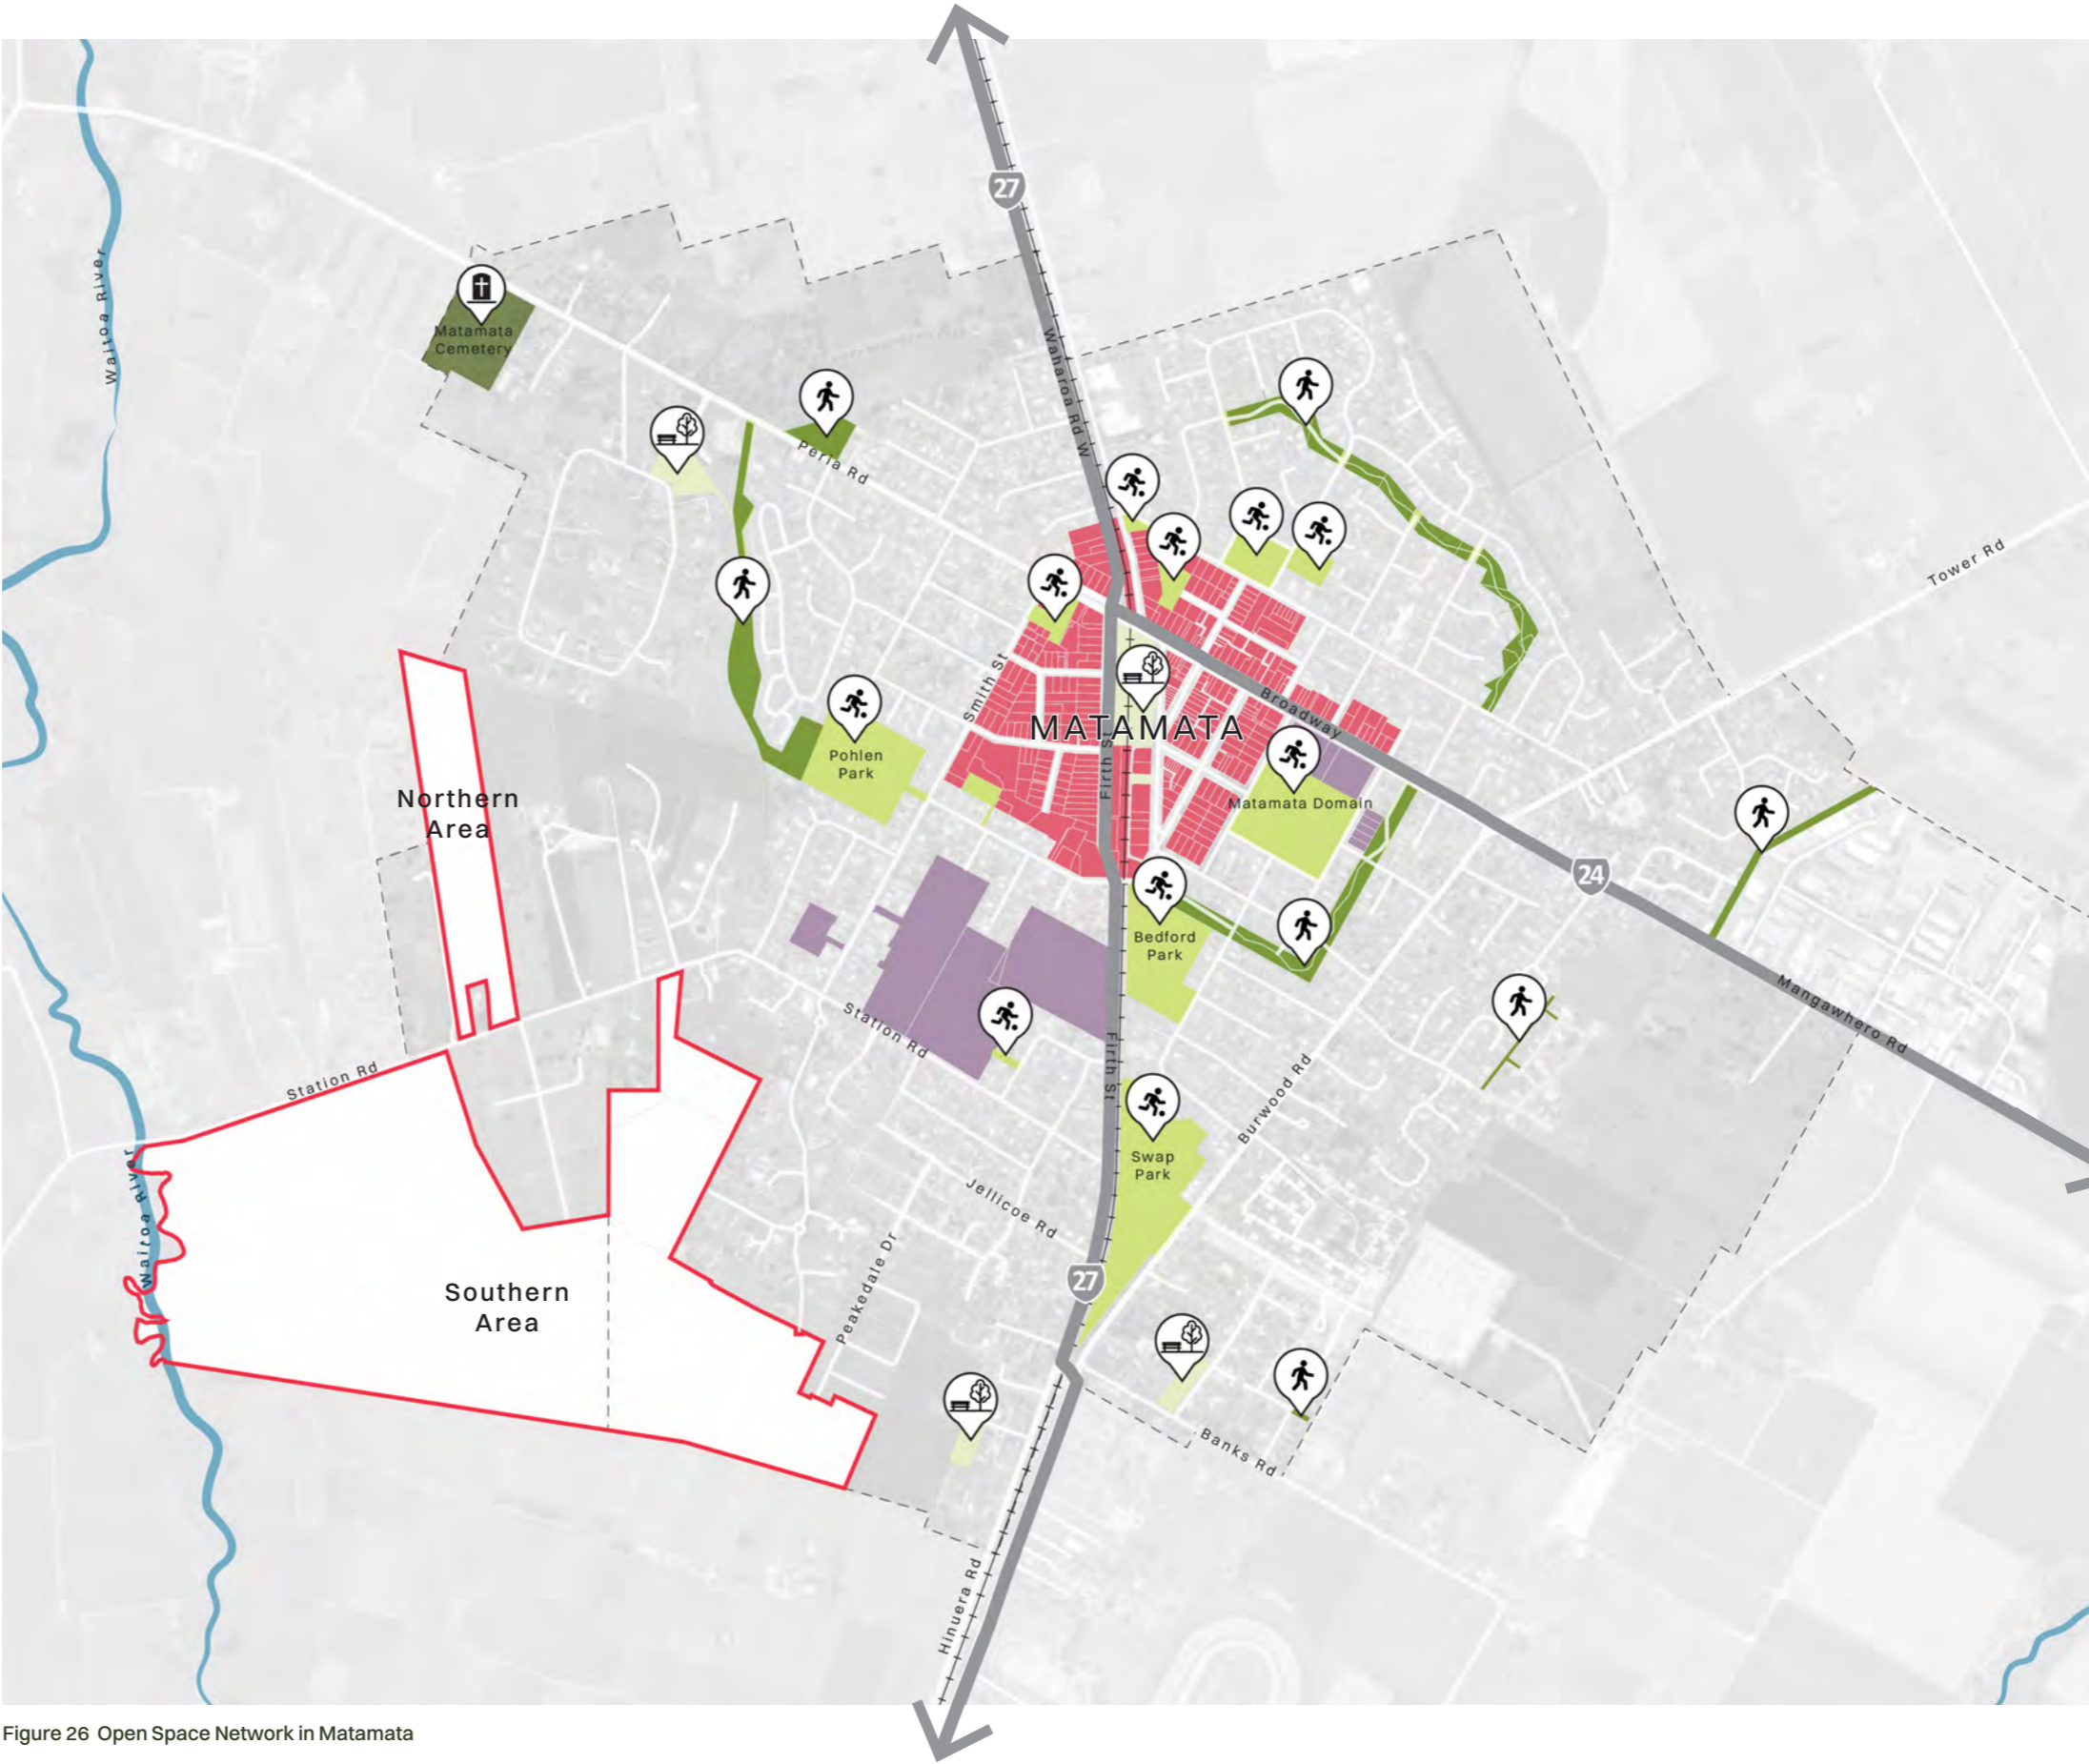 27
Waitoa River
Matamata
Cemetery
Waharoa Rd W
Peria Rd
Tower Rd
Smith St
Broadway
MATAMATA
Firth St
Pohlen
Park
Matamata Domain
Northern
Area
24
Bedford
Park
Mangawhero Rd
Station Rd
Firth St
Station Rd
Burwood Rd
Swap
Park
Waitoa River
Jellicoe Rd
Peakedale Dr
27
Southern
Area
Banks Rd
Hinuera Rd
Figure 26 Open Space Network in Matamata